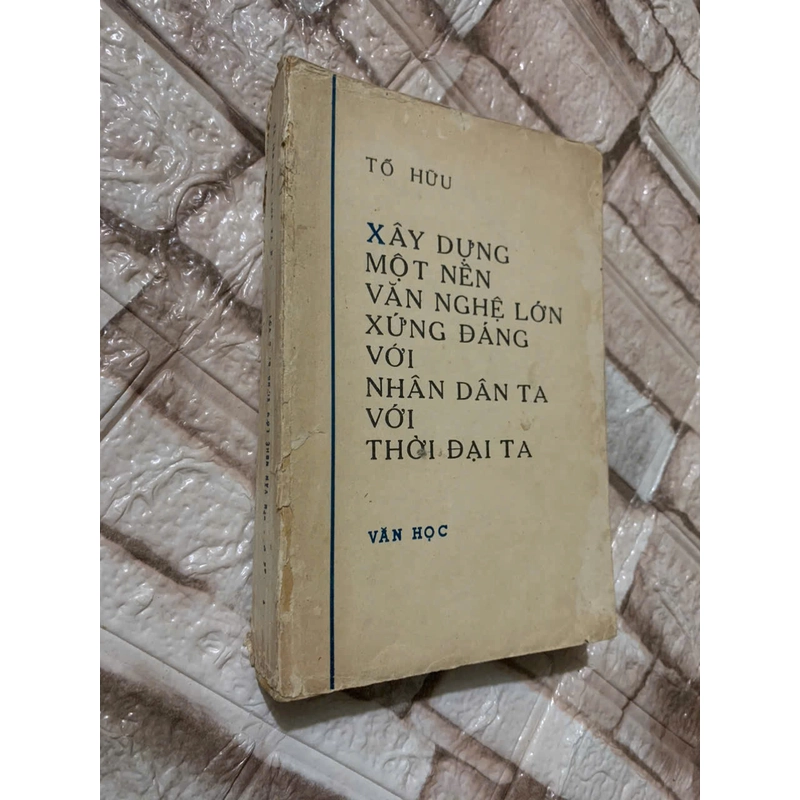 TỐ HỮU
XÂY DỰNG
MỘT NỀN
VĂN NGHỆ LỚN
XỨNG ĐÁNG
VỚI
NHÂN DÂN TA
VỚI
THỜI ĐẠI TA
VĂN HỌC